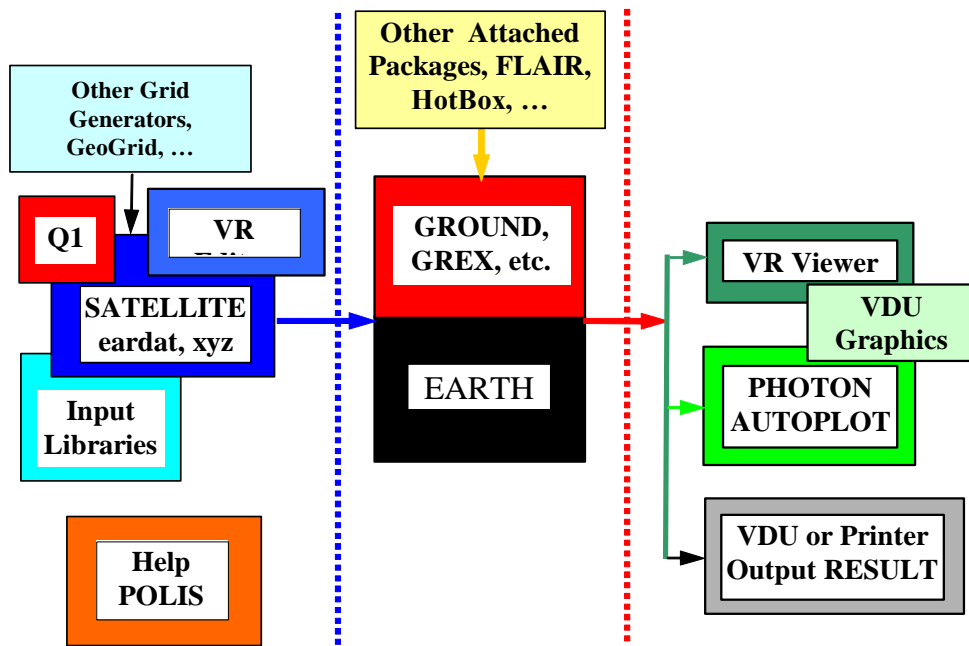 Other Attached
Packages, FLAIR,
HotBox, …
Other Grid
Generators,
GeoGrid, …
Q1
VR
SATELLITE
eardat, xyz
Input
Libraries
Help
POLIS
GROUND,
GREX, etc.
EARTH
VR Viewer
VDU
Graphics
PHOTON
AUTOPLOT
VDU or Printer
Output RESULT